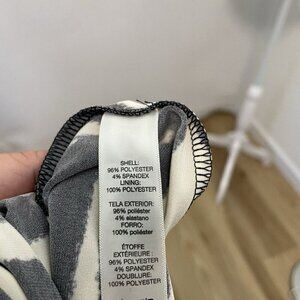 SHELL:
96% POLYESTER
4% SPANDEX
LINING:
100% POLYESTER
TELA EXTERIOR:
96% poliéster
4% elastano
FORRO:
100% poliéster
ÉTOFFE
EXTÉRIEURE :
96% POLYESTER
4% SPANDEX
DOUBLURE:
100% POLYESTER